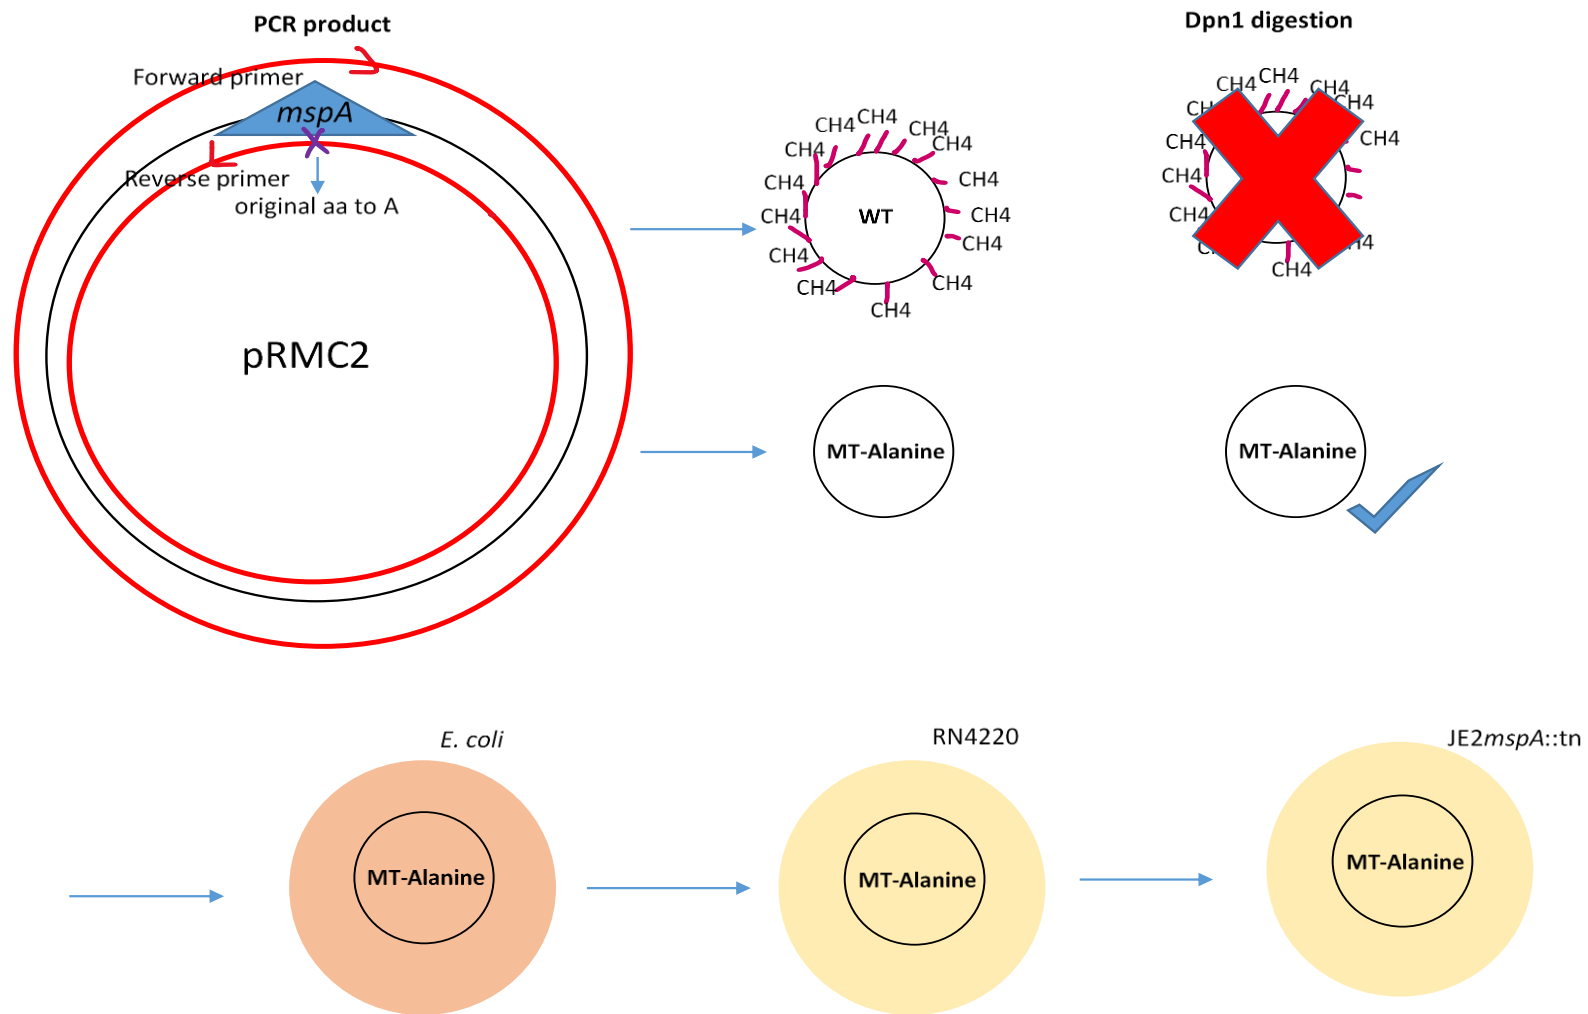 PCR product
Forward primer
mspA
Reverse primer
original aa to A
pRMC2
CH4
CH4
CH4
CH4
CH4
CH4
CH4
CH4
CH4
CH4
CH4
CH4
CH4
CH4
WT
MT-Alanine
Dpn1 digestion
CH4
CH4
CH4
CH4
CH4
CH4
CH4
CH4
CH4
MT-Alanine
E. coli
MT-Alanine
RN4220
MT-Alanine
JE2mspA::tn
MT-Alanine